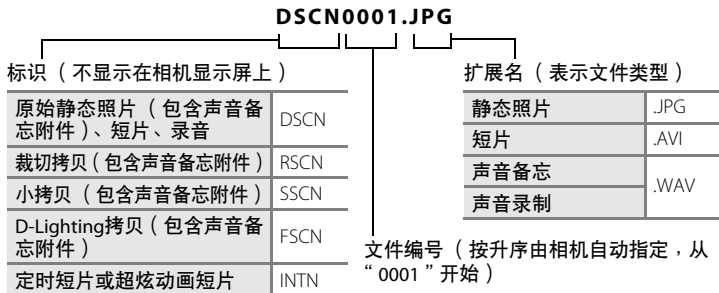 DSCN0001.JPG
标识（不显示在相机显示屏上）
原始静态照片（包含声音备
忘附件）、短片、录音
DSCN
裁切拷贝（包含声音备忘附件）
RSCN
小拷贝（包含声音备忘附件）
SSCN
D-Lighting拷贝（包含声音备
忘附件）
FSCN
定时短片或超炫动画短片
INTN
扩展名（表示文件类型）
静态照片
.JPG
短片
.AVI
声音备忘
声音录制
.WAV
文件编号（按升序由相机自动指定，从
“0001”开始）